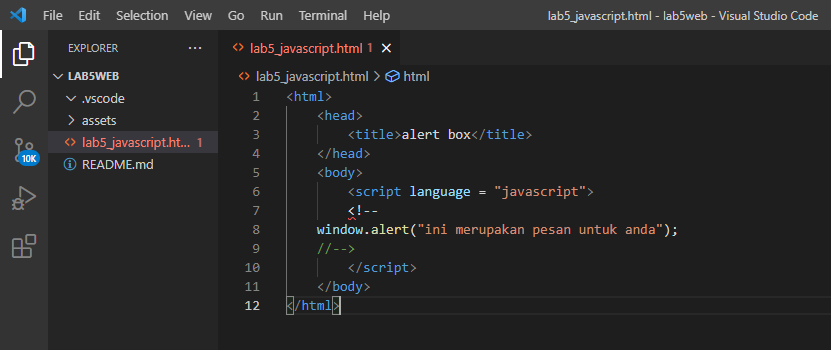 File Edit Selection View Go Run Terminal Help lab5_javascript.html - lab5web - Visual Studio Code
EXPLORER ...
LAB5WEB
.vscode
assets
lab5_javascript.ht... 1
README.md
10K
lab5_javascript.html 1
lab5_javascript.html > html
1 <html>
2 <head>
3 <title>alert box</title>
4 </head>
5 <body>
6 <script language = "javascript">
7 <!--
8 window.alert("ini merupakan pesan untuk anda");
9 //-->
10 </script>
11 </body>
12 </html>